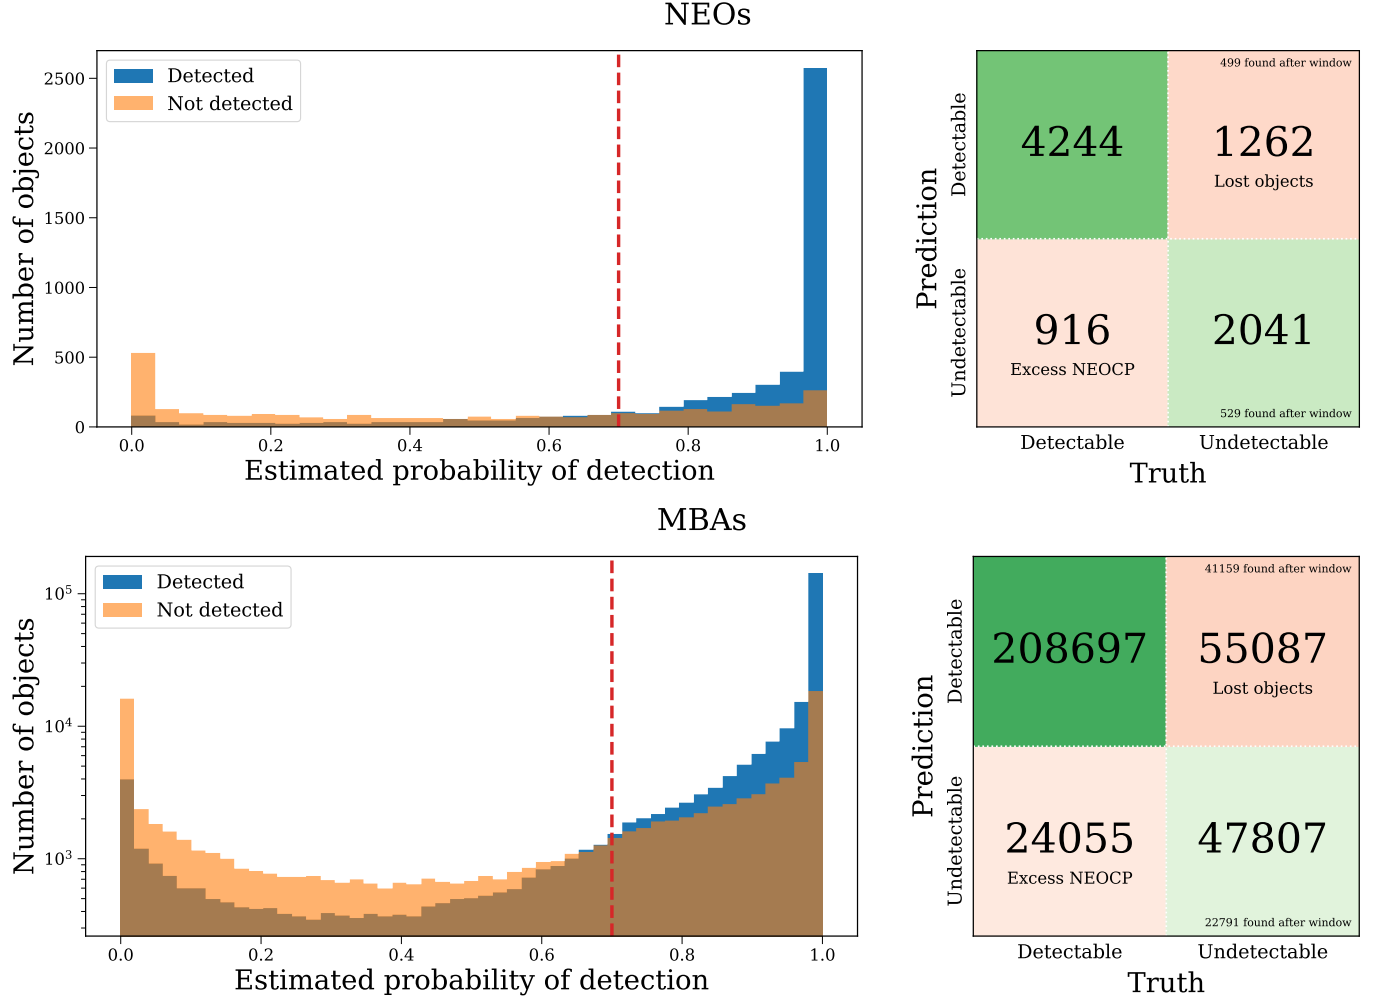 NEOs
Detected
Not detected
2500
2000
1500
1000
500
0
Number of objects
0.0 0.2 0.4 0.6 0.8 1.0
Estimated probability of detection
499 found after window
4244
1262
Lost objects
916
Excess NEOCP
2041
529 found after window
Prediction
Detectable
Undetectable
Detectable Undetectable
Truth
MBAs
Detected
Not detected
10⁵
10⁴
10³
Number of objects
0.0 0.2 0.4 0.6 0.8 1.0
Estimated probability of detection
41159 found after window
208697
55087
Lost objects
24055
Excess NEOCP
47807
22791 found after window
Prediction
Detectable
Undetectable
Detectable Undetectable
Truth